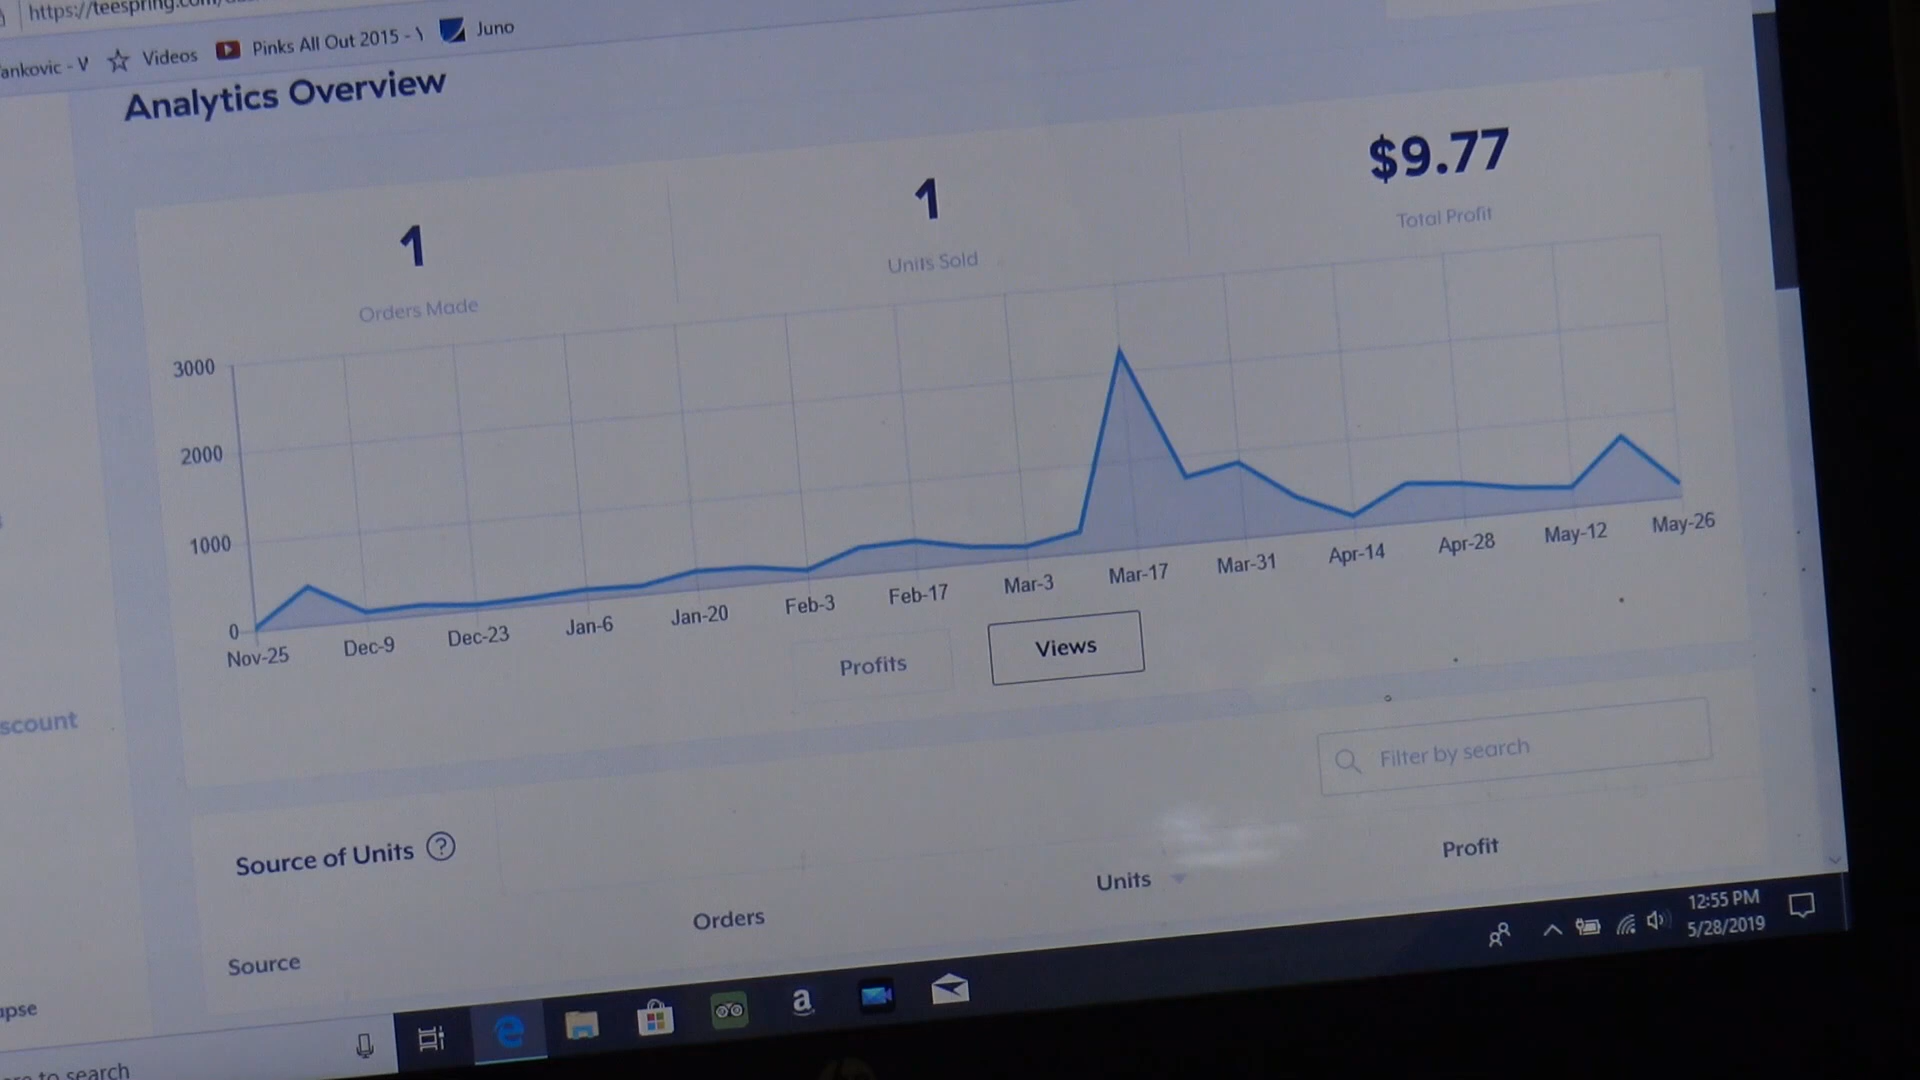 https://teespring.com/
ankovic - V Videos Pinks All Out 2015 - Y Juno
Analytics Overview
1
Orders Made
1
Units Sold
$9.77
Total Profit
3000
2000
1000
0
Nov-25 Dec-9 Dec-23 Jan-6 Jan-20 Feb-3 Feb-17 Mar-3 Mar-17 Mar-31 Apr-14 Apr-28 May-12 May-26
Profits Views
scount
Filter by search
Source of Units ?
Source Orders Units Profit
apse
to search
a
12:55 PM
5/28/2019